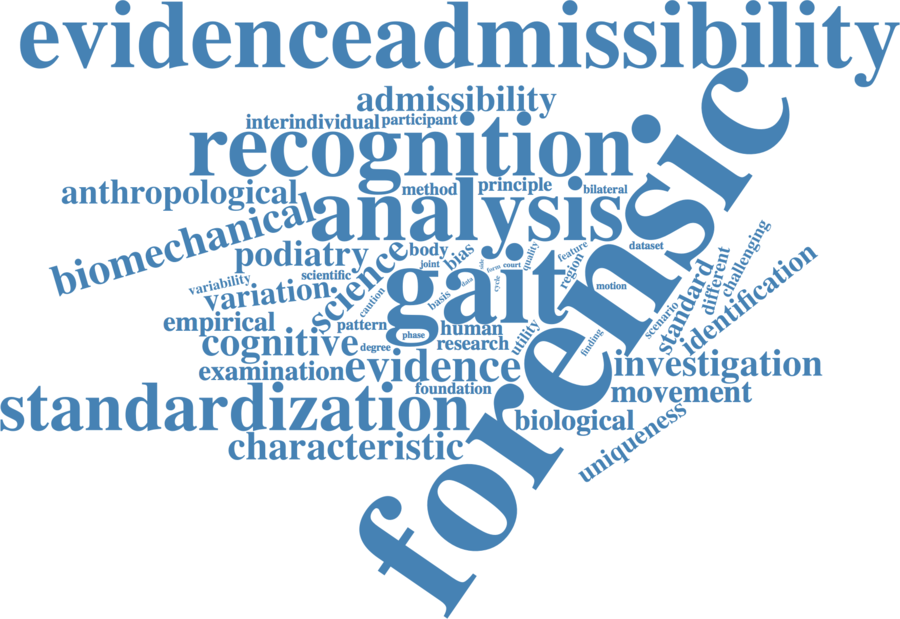 evidenceadmissibility
admissibility
interindividual
participant
recognition
forensic
anthropological
method
principle
bilateral
analysis
biomechanical
podiatry
science
body
bias
quality
feature
dataset
joint
scientific
variability
variation
caution
gait
basis
data
form
court
cycle
region
motion
challenging
different
standard
scenario
identification
empirical
pattern
phase
human
utility
finding
cognitive
degree
research
examination
evidence
investigation
foundation
movement
standardization
biological
uniqueness
characteristic